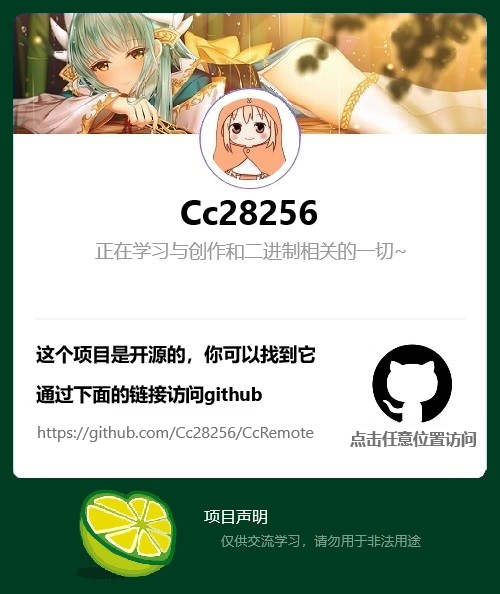 Cc28256
正在学习与创作和二进制相关的一切~
这个项目是开源的，你可以找到它
通过下面的链接访问github
https://github.com/Cc28256/CcRemote
点击任意位置访问
项目声明
仅供交流学习，请勿用于非法用途